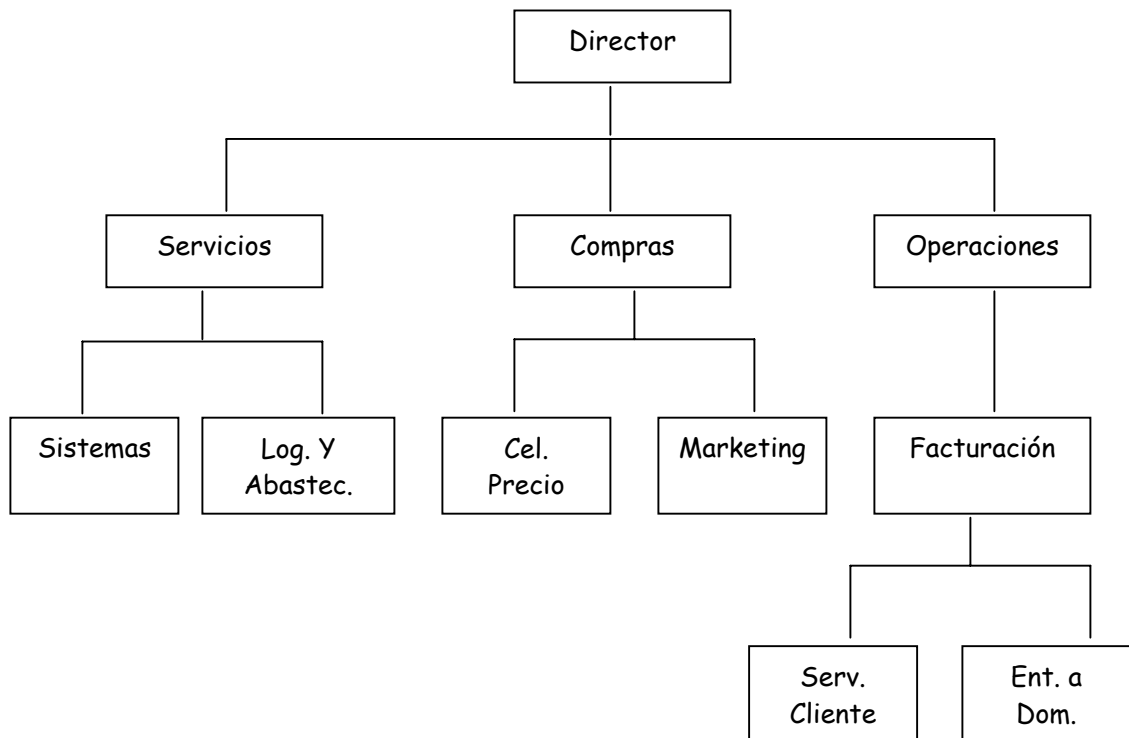 Director
Servicios
Compras
Operaciones
Sistemas
Log. Y
Abastec.
Cel.
Precio
Marketing
Facturación
Serv.
Cliente
Ent. a
Dom.